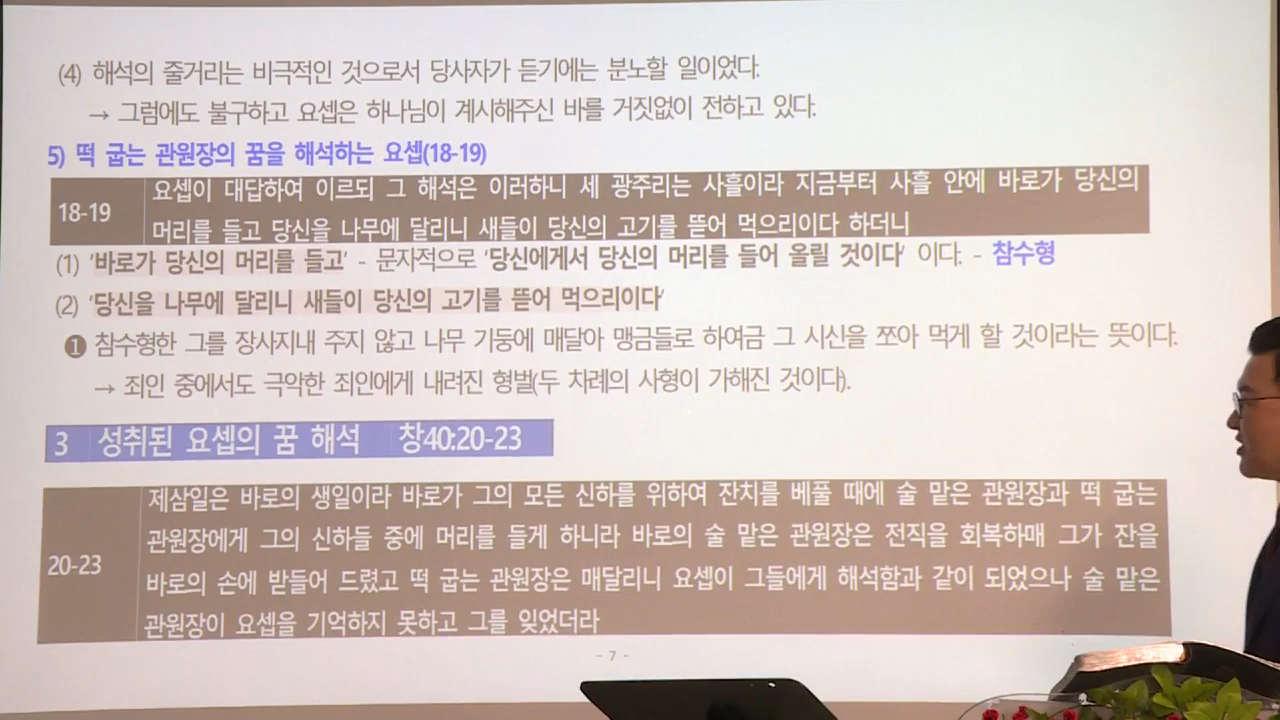 (4) 해석의 줄거리는 비극적인 것으로서 당사자가 듣기에는 분노할 일이었다.
→ 그럼에도 불구하고 요셉은 하나님이 계시해주신 바를 거짓없이 전하고 있다.
5) 떡 굽는 관원장의 꿈을 해석하는 요셉(18-19)
18-19
요셉이 대답하여 이르되 그 해석은 이러하니 세 광주리는 사흘이라 지금부터 사흘 안에 바로가 당신의
머리를 들고 당신을 나무에 달리니 새들이 당신의 고기를 뜯어 먹으리이다 하더니
(1) '바로가 당신의 머리를 들고' - 문자적으로 '당신에게서 당신의 머리를 들어 올릴 것이다' 이다. - 참수형
(2) '당신을 나무에 달리니 새들이 당신의 고기를 뜯어 먹으리이다'
❶ 참수형한 그를 장사지내 주지 않고 나무 기둥에 매달아 맹금들로 하여금 그 시신을 쪼아 먹게 할 것이라는 뜻이다.
→ 죄인 중에서도 극악한 죄인에게 내려진 형벌(두 차례의 사형이 가해진 것이다).
3 성취된 요셉의 꿈 해석 창40:20-23
20-23
제삼일은 바로의 생일이라 바로가 그의 모든 신하를 위하여 잔치를 베풀 때에 술 맡은 관원장과 떡 굽는
관원장에게 그의 신하들 중에 머리를 들게 하니라 바로의 술 맡은 관원장은 전직을 회복하매 그가 잔을
바로의 손에 받들어 드렸고 떡 굽는 관원장은 매달리니 요셉이 그들에게 해석함과 같이 되었으나 술 맡은
관원장이 요셉을 기억하지 못하고 그를 잊었더라
- 7 -